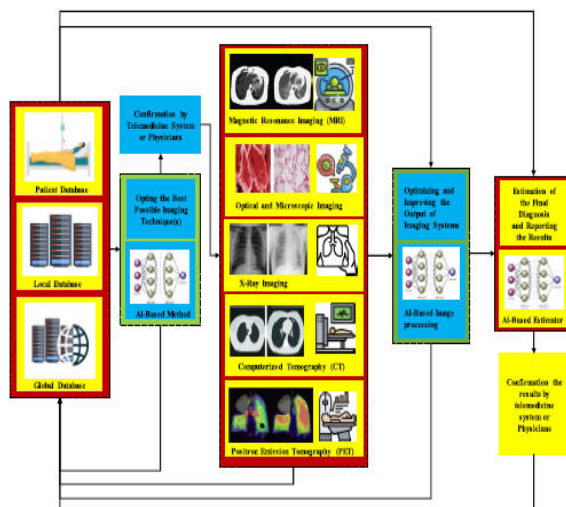 Patient Database
Local Database
Global Database
Confirmation by
Telemedicine System
or Physicians
Opting the Best
Possible Imaging
Technique(s)
AI-Based Method
Magnetic Resonance Imaging (MRI)
Optical and Microscopic Imaging
X-Ray Imaging
Computerized Tomography (CT)
Positron Emission Tomography (PET)
Optimizing and
Improving the
Output of
Imaging Systems
AI-Based Image
processing
Estimation of
the Final
Diagnosis
and Reporting
the Results
AI-Based Estimator
Confirmation the
results by
telemedicine
system or
Physicians